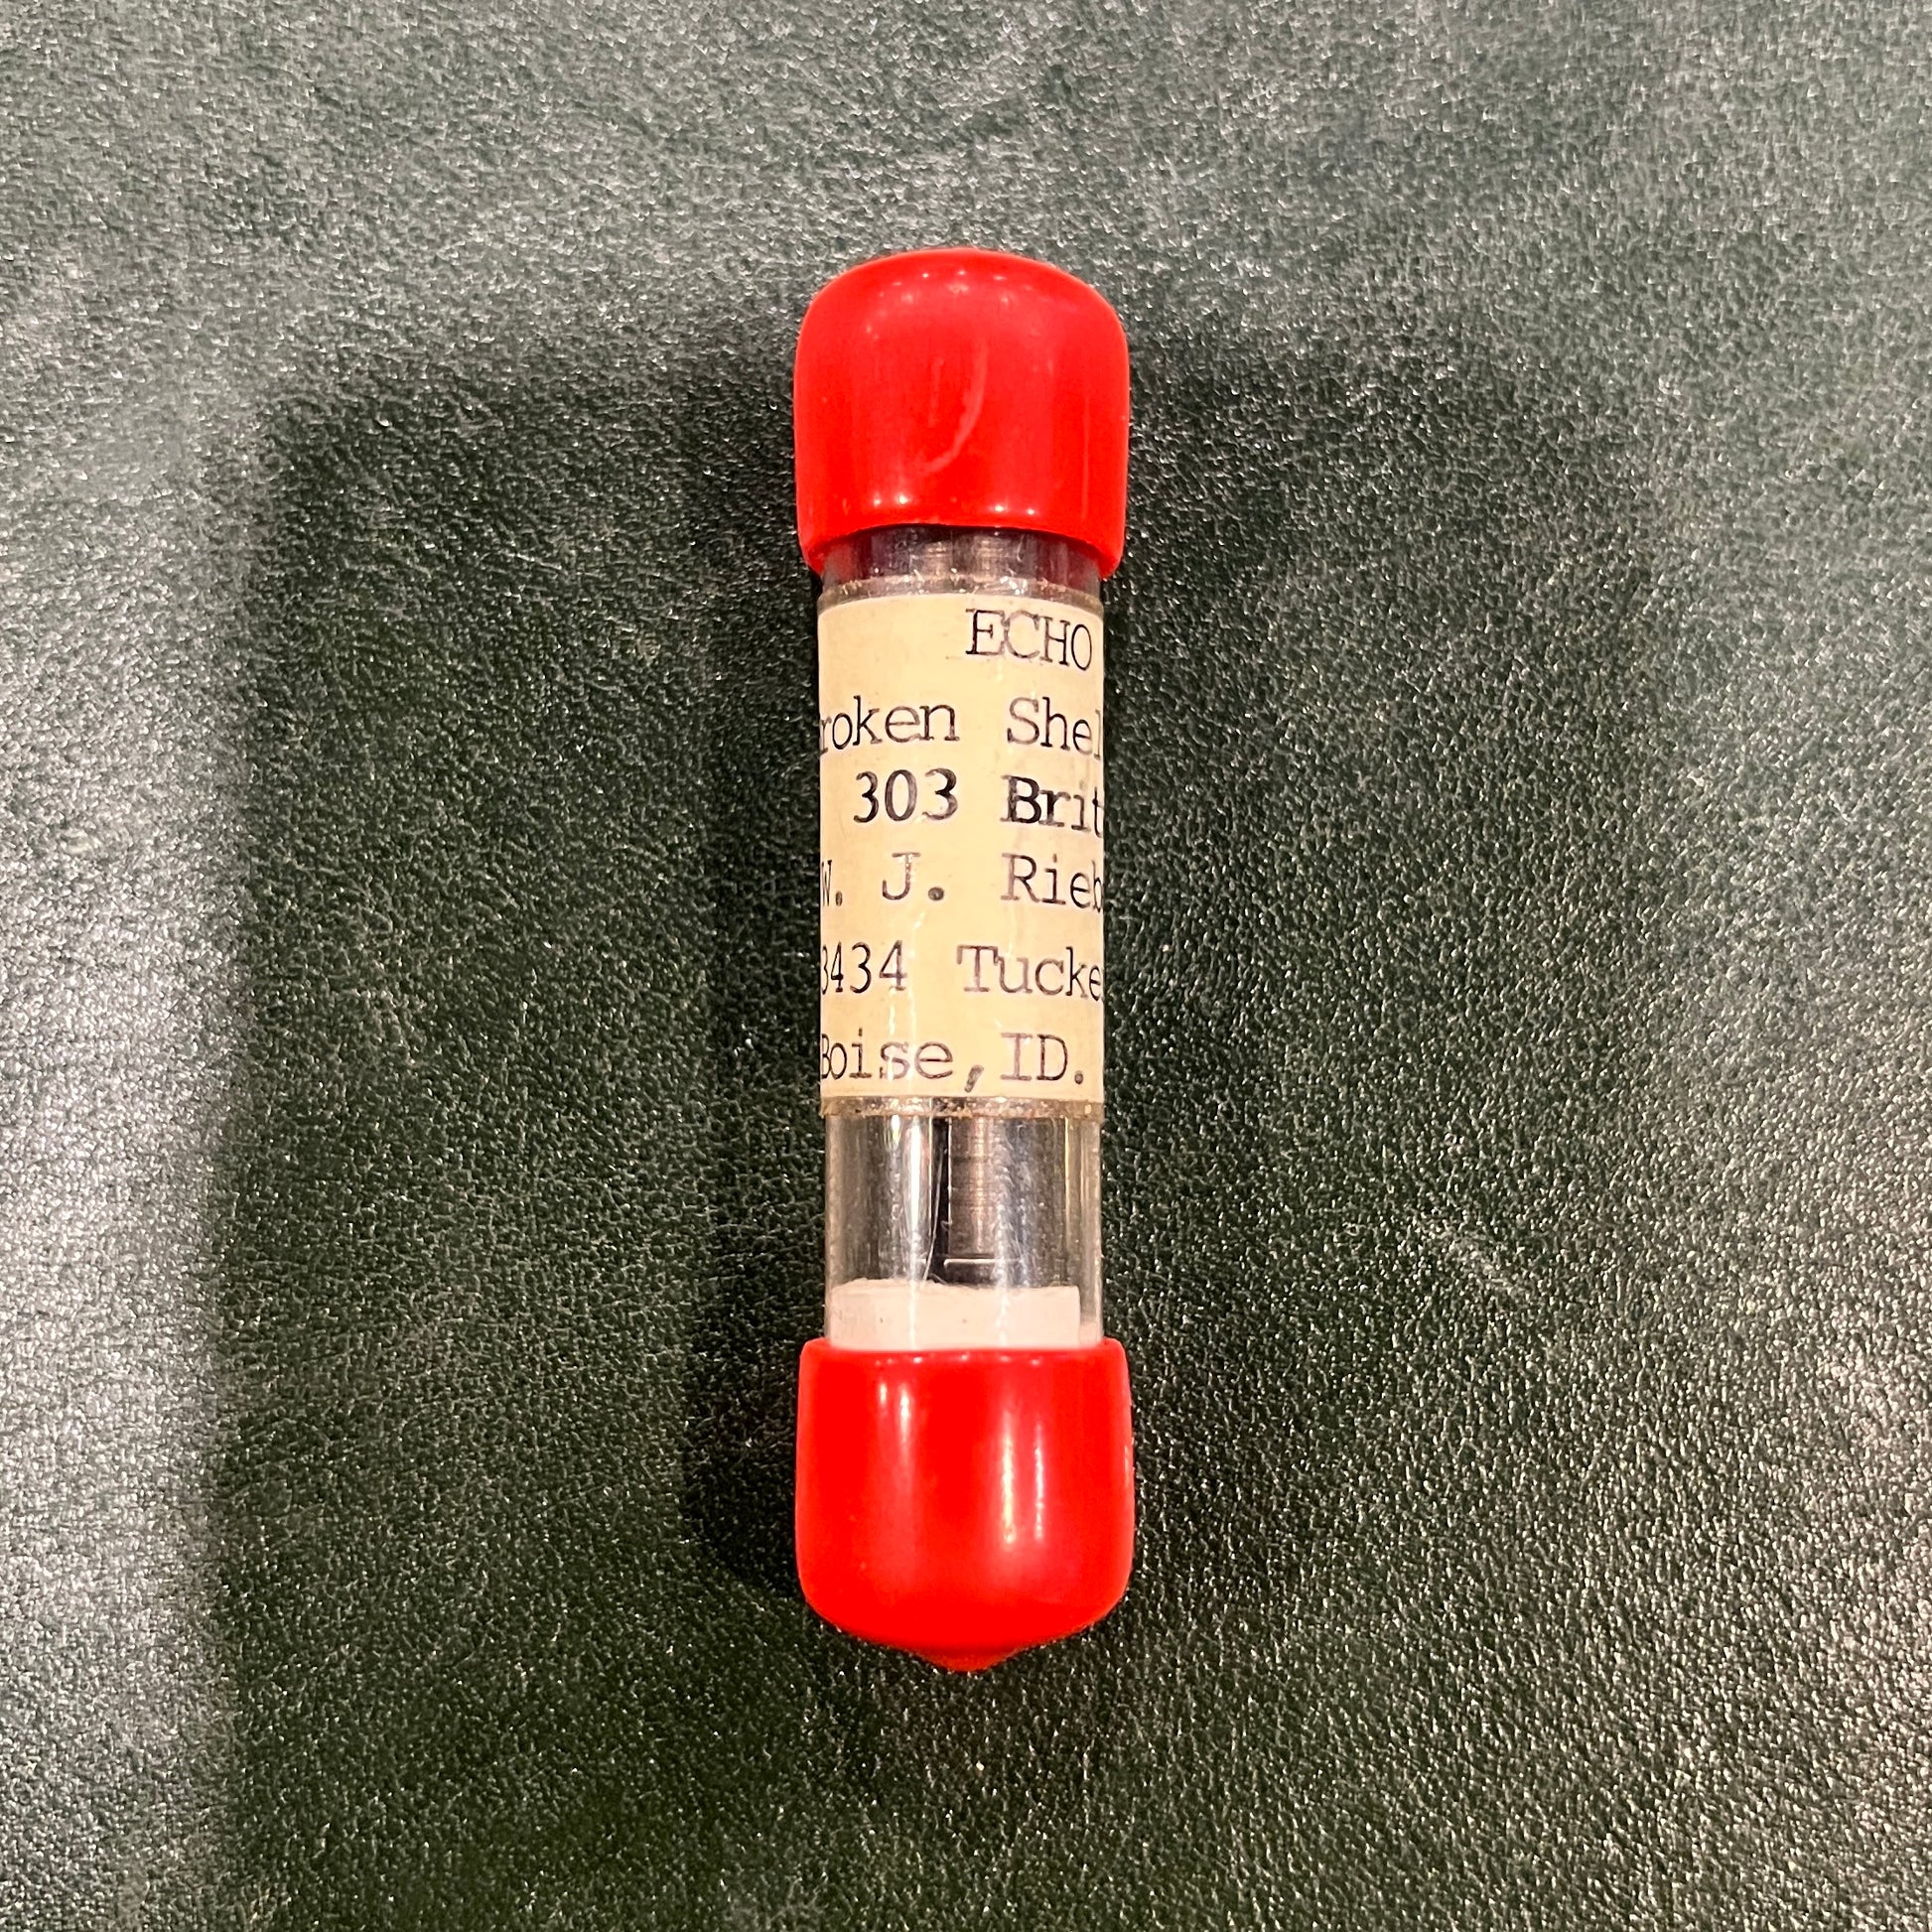 ECHO
roken Shel
303 Brit
W. J. Rieb
3434 Tucke
Boise, ID.